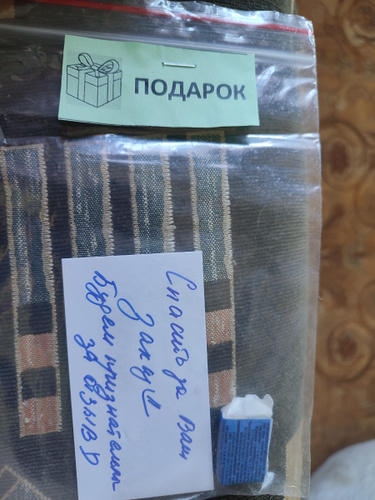 ПОДАРОК
Спасибо за Ваш
Заказ
Будем признательны
за отзыв